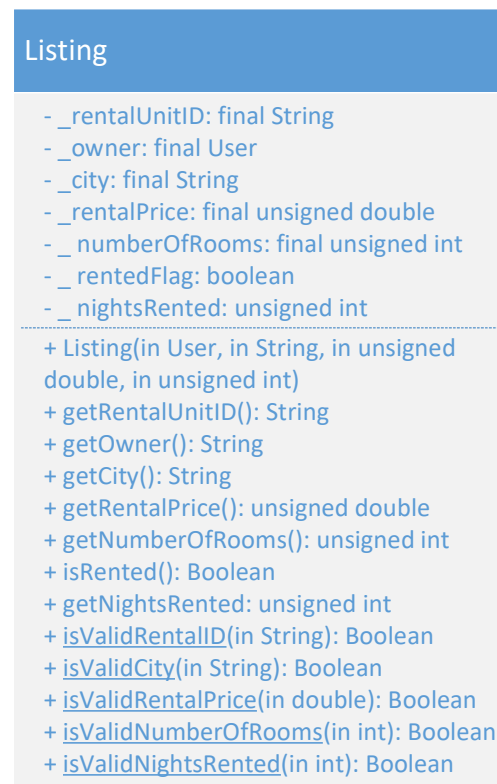 Listing
- _rentalUnitID: final String
- _owner: final User
- _city: final String
- _rentalPrice: final unsigned double
- _ numberOfRooms: final unsigned int
- _ rentedFlag: boolean
- _ nightsRented: unsigned int
+ Listing(in User, in String, in unsigned
double, in unsigned int)
+ getRentalUnitID(): String
+ getOwner(): String
+ getCity(): String
+ getRentalPrice(): unsigned double
+ getNumberOfRooms(): unsigned int
+ isRented(): Boolean
+ getNightsRented: unsigned int
+ isValidRentalID(in String): Boolean
+ isValidCity(in String): Boolean
+ isValidRentalPrice(in double): Boolean
+ isValidNumberOfRooms(in int): Boolean
+ isValidNightsRented(in int): Boolean